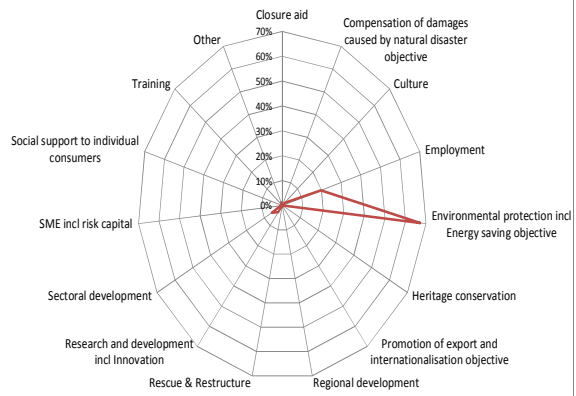 Closure aid
Compensation of damages
caused by natural disaster
objective
Culture
Employment
Environmental protection incl
Energy saving objective
Heritage conservation
Promotion of export and
internationalisation objective
Regional development
Rescue & Restructure
Research and development
incl Innovation
Sectoral development
SME incl risk capital
Social support to individual
consumers
Training
Other
70%
60%
50%
40%
30%
20%
10%
0%